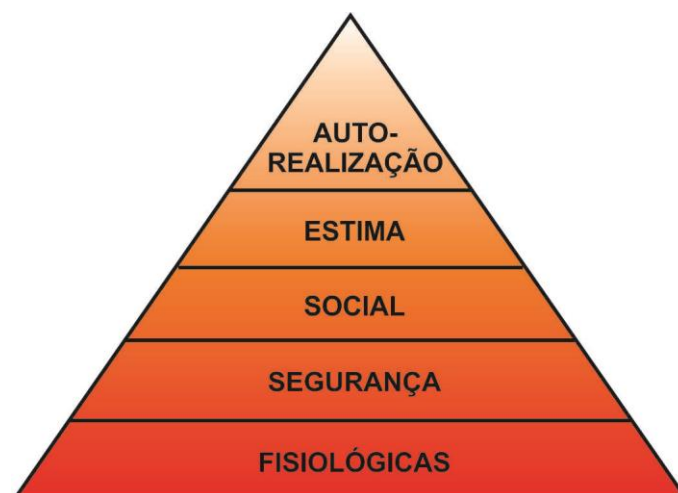 AUTO-
REALIZAÇÃO
ESTIMA
SOCIAL
SEGURANÇA
FISIOLÓGICAS